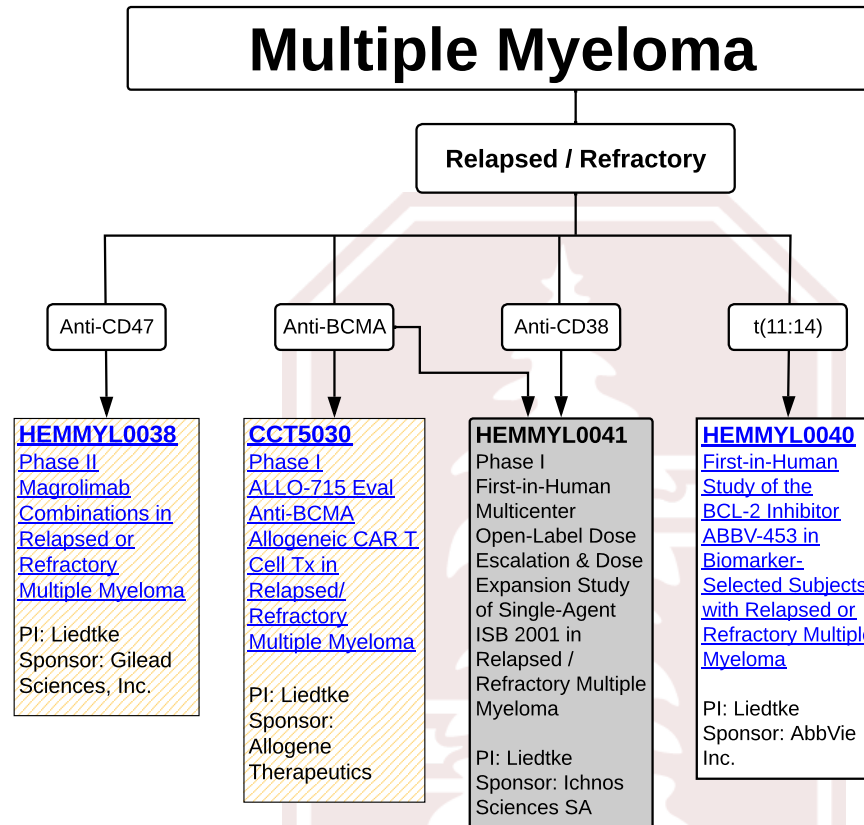 Multiple Myeloma
Relapsed / Refractory
Anti-CD47
Anti-BCMA
Anti-CD38
t(11:14)
HEMMYL0038
Phase II
Magrolimab
Combinations in
Relapsed or
Refractory
Multiple Myeloma
PI: Liedtke
Sponsor: Gilead
Sciences, Inc.
CCT5030
Phase I
ALLO-715 Eval
Anti-BCMA
Allogeneic CAR T
Cell Tx in
Relapsed/
Refractory
Multiple Myeloma
PI: Liedtke
Sponsor:
Allogene
Therapeutics
HEMMYL0041
Phase I
First-in-Human
Multicenter
Open-Label Dose
Escalation & Dose
Expansion Study
of Single-Agent
ISB 2001 in
Relapsed /
Refractory Multiple
Myeloma
PI: Liedtke
Sponsor: Ichnos
Sciences SA
HEMMYL0040
First-in-Human
Study of the
BCL-2 Inhibitor
ABBV-453 in
Biomarker-
Selected Subjects
with Relapsed or
Refractory Multiple
Myeloma
PI: Liedtke
Sponsor: AbbVie
Inc.